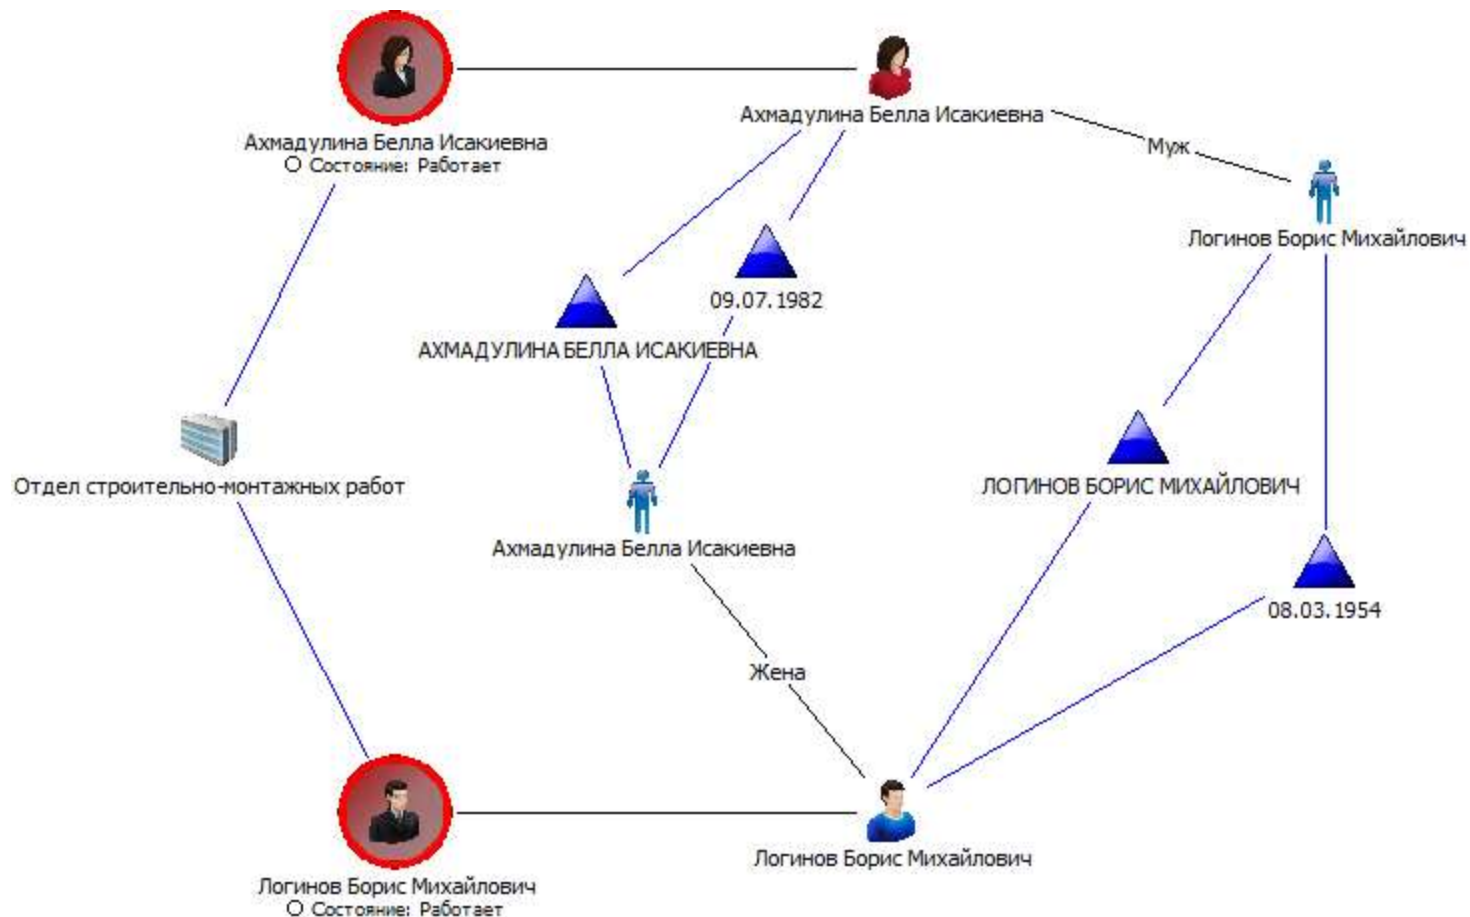 Ахмадулина Белла Исакиевна
Состояние: Работает
Ахмадулина Белла Исакиевна
Муж
Логинов Борис Михайлович
09.07.1982
АХМАДУЛИНА БЕЛЛА ИСАКИЕВНА
Отдел строительно-монтажных работ
ЛОГИНОВ БОРИС МИХАЙЛОВИЧ
Ахмадулина Белла Исакиевна
08.03.1954
Жена
Логинов Борис Михайлович
Логинов Борис Михайлович
Состояние: Работает